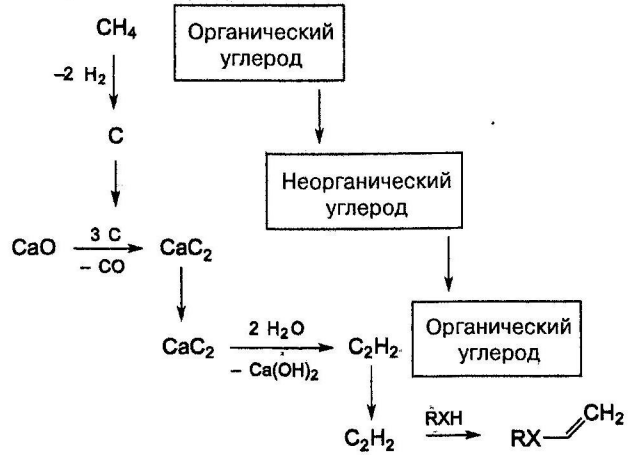 CH₄
Органический
углерод
–2 H₂
C
Неорганический
углерод
CaO
3 C
– CO
CaC₂
CaC₂
2 H₂O
– Ca(OH)₂
C₂H₂
Органический
углерод
C₂H₂
RXH
RX
CH₂